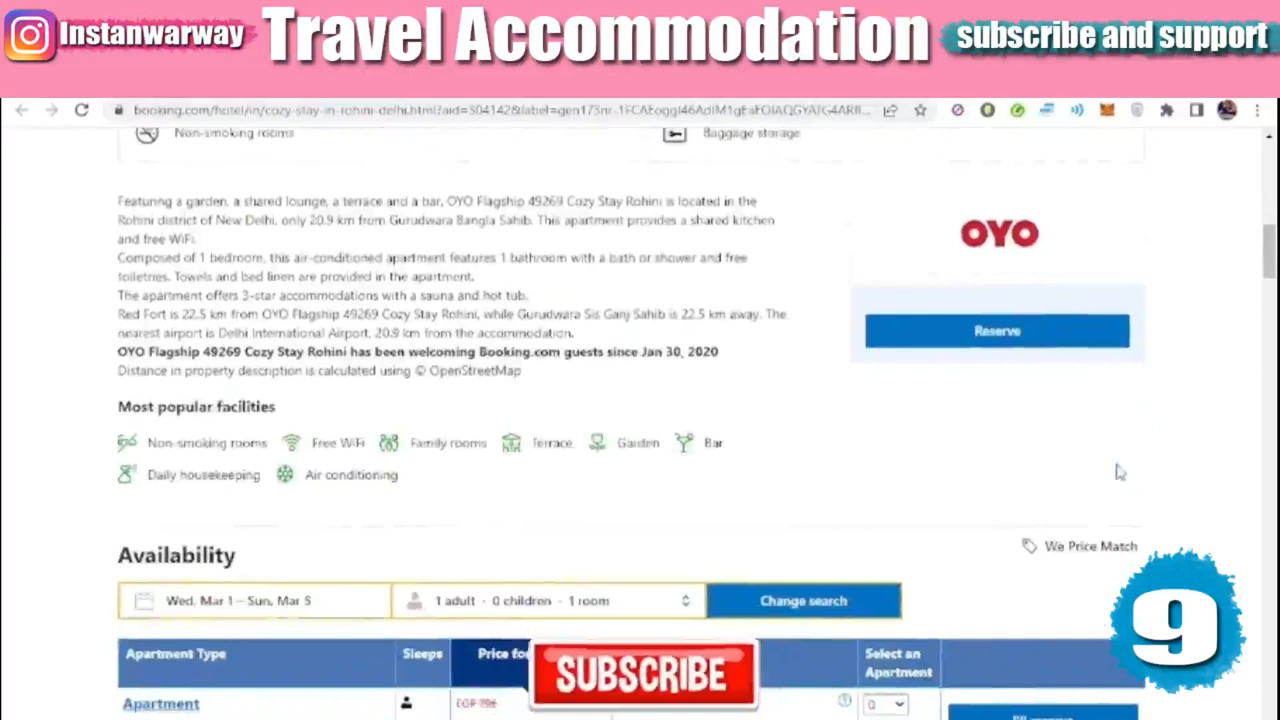 Instanwarway
Travel Accommodation
subscribe and support
Non-smoking rooms
Baggage storage
Featuring a garden, a shared lounge, a terrace and a bar, OYO Flagship 49269 Cozy Stay Rohini is located in the
Rohini district of New Delhi, only 20.9 km from Gurudwara Bangla Sahib. This apartment provides a shared kitchen
and free WiFi.
Composed of 1 bedroom, this air-conditioned apartment features 1 bathroom with a bath or shower and free
toiletries. Towels and bed linen are provided in the apartment.
The apartment offers 3-star accommodations with a sauna and hot tub.
Red Fort is 22.5 km from OYO Flagship 49269 Cozy Stay Rohini, while Gurudwara Sis Ganj Sahib is 22.5 km away. The
nearest airport is Delhi International Airport, 20.9 km from the accommodation.
OYO Flagship 49269 Cozy Stay Rohini has been welcoming Booking.com guests since Jan 30, 2020
Distance in property description is calculated using © OpenStreetMap
OYO
Reserve
Most popular facilities
Non-smoking rooms Free WiFi Family rooms Terrace Garden Bar
Daily housekeeping Air conditioning
Availability
We Price Match
Wed, Mar 1 – Sun, Mar 5
1 adult · 0 children · 1 room
Change search
Apartment Type
Sleeps
Price for
Select an
Apartment
Apartment
0
SUBSCRIBE
9